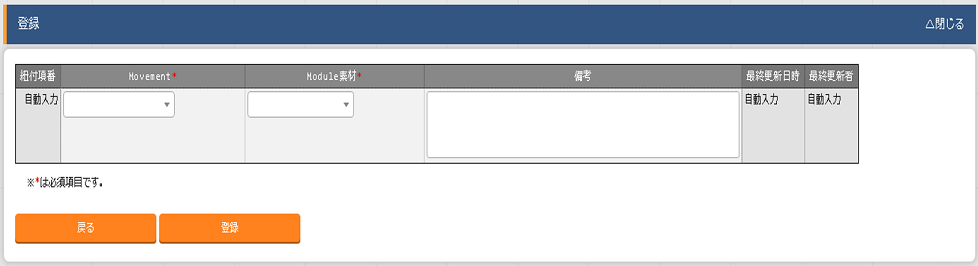 登録 △閉じる
紐付項番 Movement* Module素材* 備考 最終更新日時 最終更新者
自動入力 自動入力 自動入力
※*は必須項目です。
戻る 登録